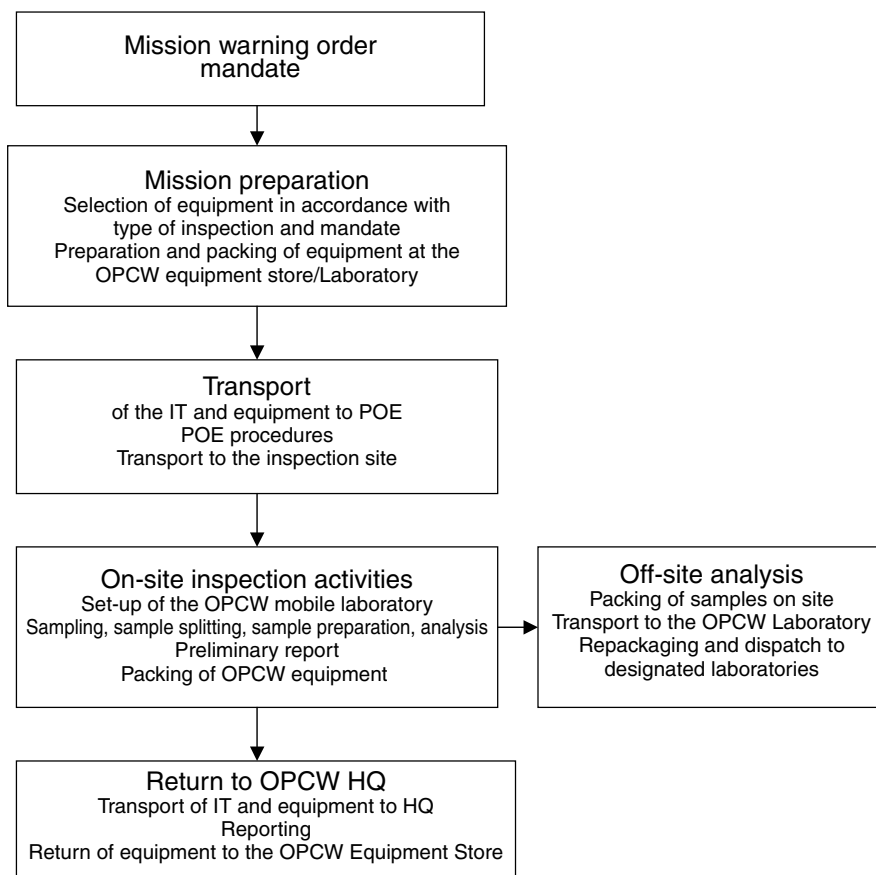 Mission warning order
mandate
Mission preparation
Selection of equipment in accordance with
type of inspection and mandate
Preparation and packing of equipment at the
OPCW equipment store/Laboratory
Transport
of the IT and equipment to POE
POE procedures
Transport to the inspection site
On-site inspection activities
Set-up of the OPCW mobile laboratory
Sampling, sample splitting, sample preparation, analysis
Preliminary report
Packing of OPCW equipment
Off-site analysis
Packing of samples on site
Transport to the OPCW Laboratory
Repackaging and dispatch to
designated laboratories
Return to OPCW HQ
Transport of IT and equipment to HQ
Reporting
Return of equipment to the OPCW Equipment Store